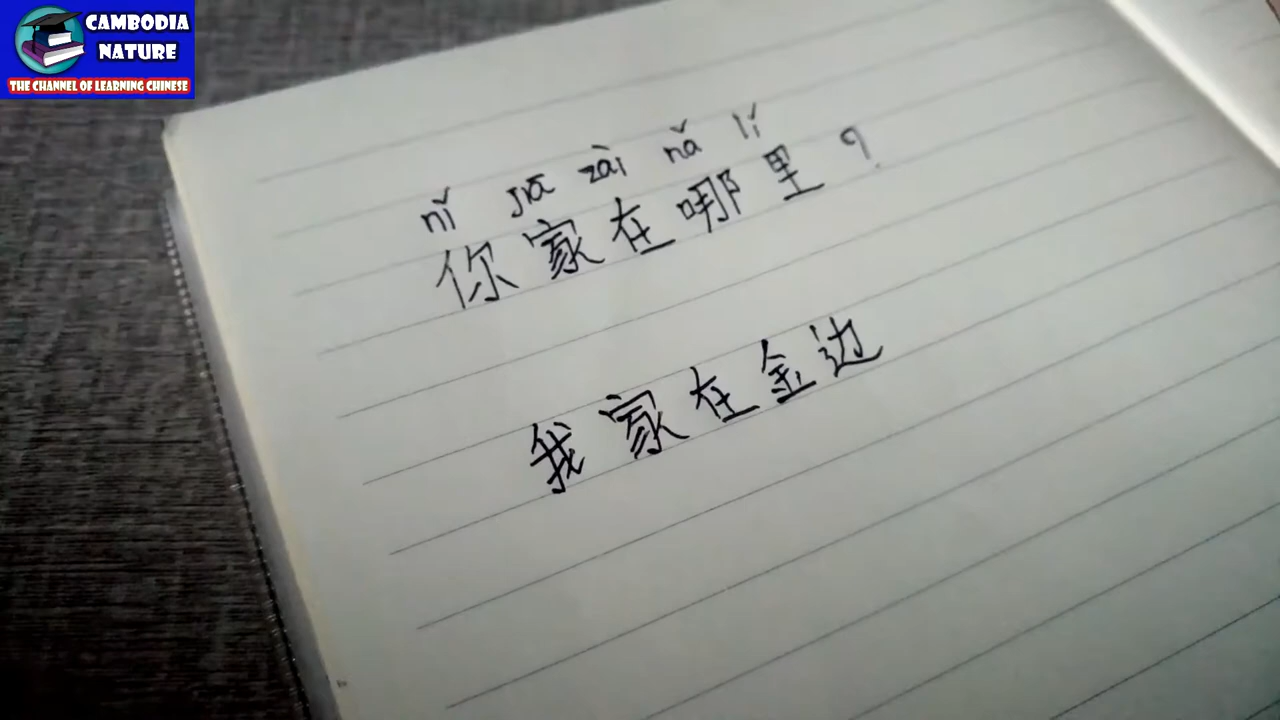 CAMBODIA
NATURE
THE CHANNEL OF LEARNING CHINESE
nǐ jiā zài nǎ lǐ
你家在哪里?
我家在金边